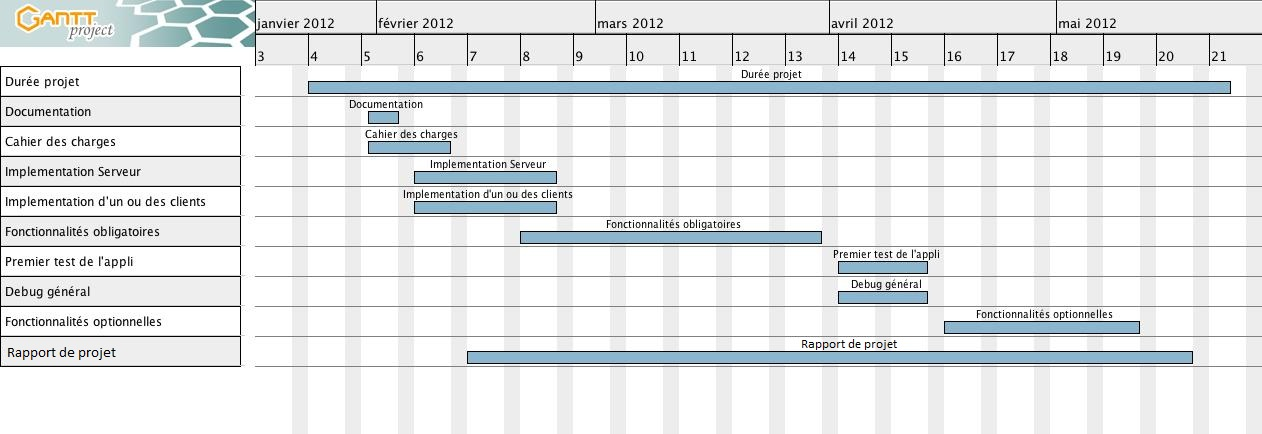 GANTT project
janvier 2012 février 2012 mars 2012 avril 2012 mai 2012
3 4 5 6 7 8 9 10 11 12 13 14 15 16 17 18 19 20 21
Durée projet
Durée projet
Documentation
Documentation
Cahier des charges
Cahier des charges
Implementation Serveur
Implementation Serveur
Implementation d'un ou des clients
Implementation d'un ou des clients
Fonctionnalités obligatoires
Fonctionnalités obligatoires
Premier test de l'appli
Premier test de l'appli
Debug général
Debug général
Fonctionnalités optionnelles
Fonctionnalités optionnelles
Rapport de projet
Rapport de projet